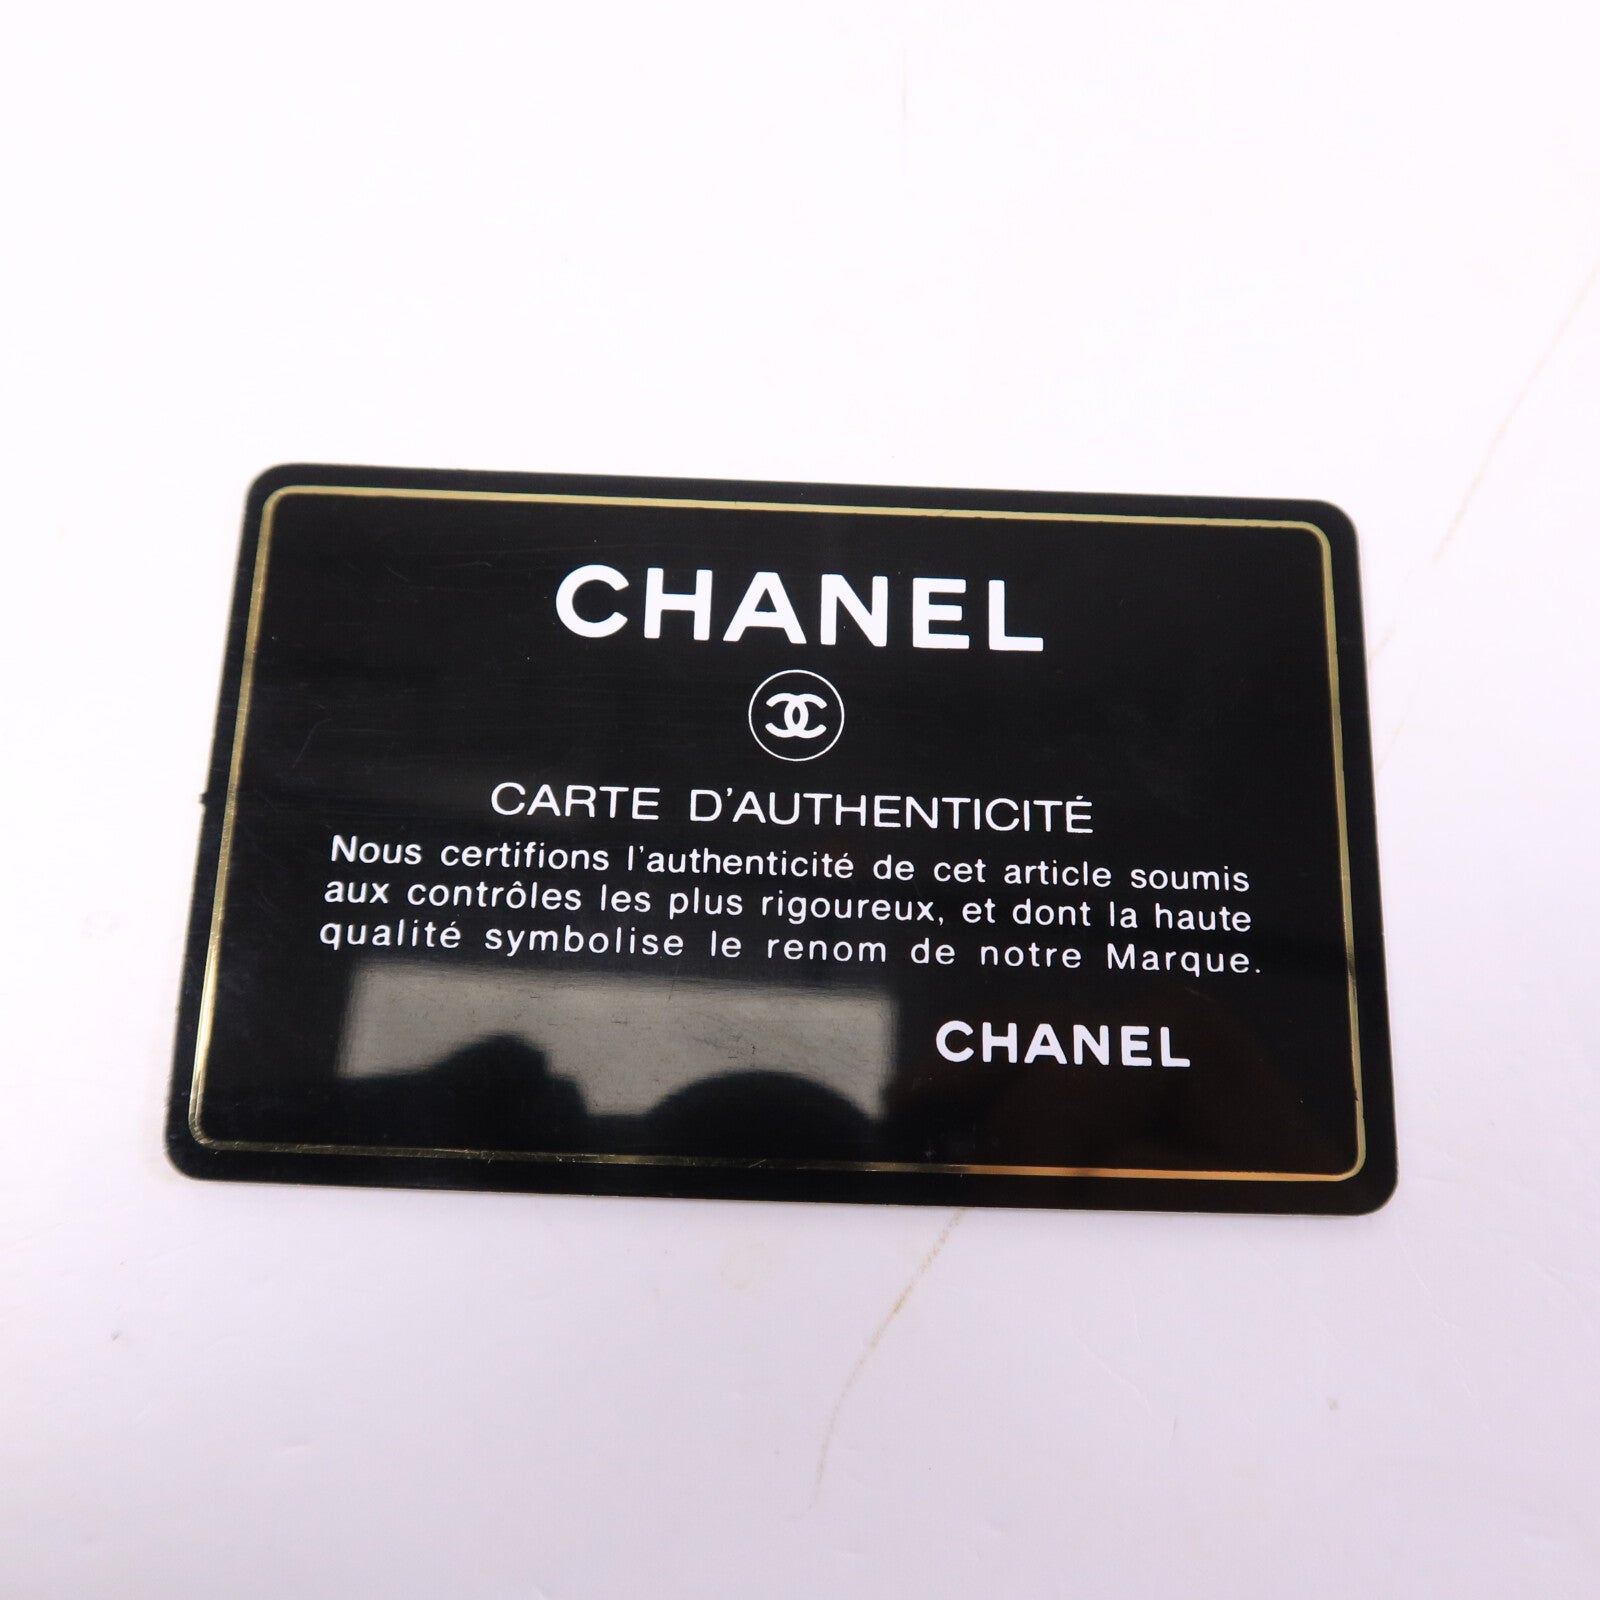 CHANEL
CARTE D'AUTHENTICITÉ
Nous certifions l'authenticité de cet article soumis
aux contrôles les plus rigoureux, et dont la haute
qualité symbolise le renom de notre Marque.
CHANEL